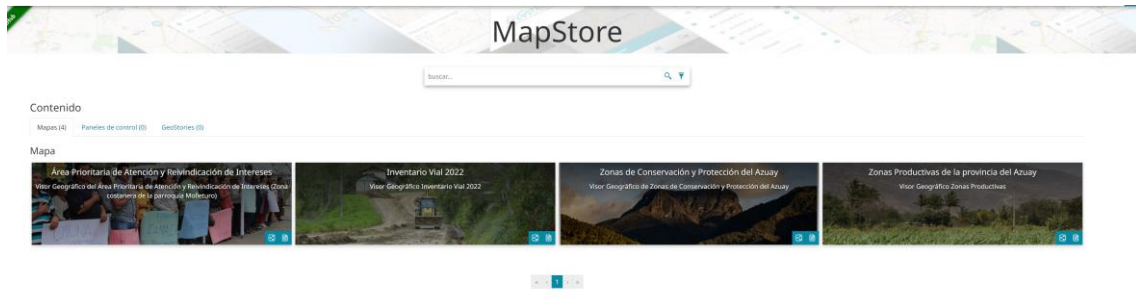 MapStore
buscar...
Contenido
Mapas (4) Paneles de control (0) GeoStories (0)
Mapa
Área Prioritaria de Atención y Reivindicación de Intereses
Visor Geográfico del Área Prioritaria de Atención y Reivindicación de Intereses (Zona
costanera de la parroquia Molleturo)
Inventario Vial 2022
Visor Geográfico Inventario Vial 2022
Zonas de Conservación y Protección del Azuay
Visor Geográfico de Zonas de Conservación y Protección del Azuay
Zonas Productivas de la provincia del Azuay
Visor Geográfico Zonas Productivas
« ‹ 1 › »